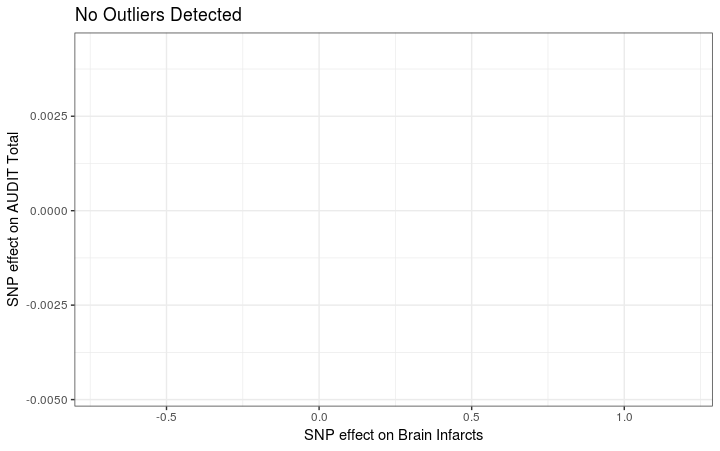 No Outliers Detected
SNP effect on AUDIT Total
0.0025
0.0000
-0.0025
-0.0050
-0.5
0.0
0.5
1.0
SNP effect on Brain Infarcts